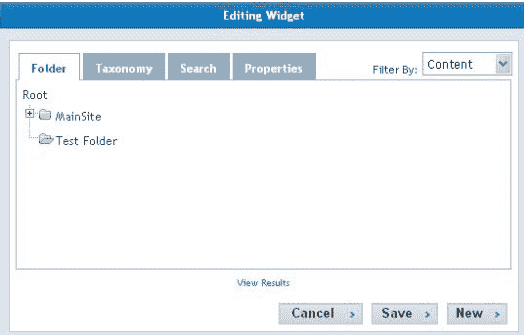 Editing Widget
Folder Taxonomy Search Properties Filter By: Content
Root
MainSite
Test Folder
View Results
Cancel Save New